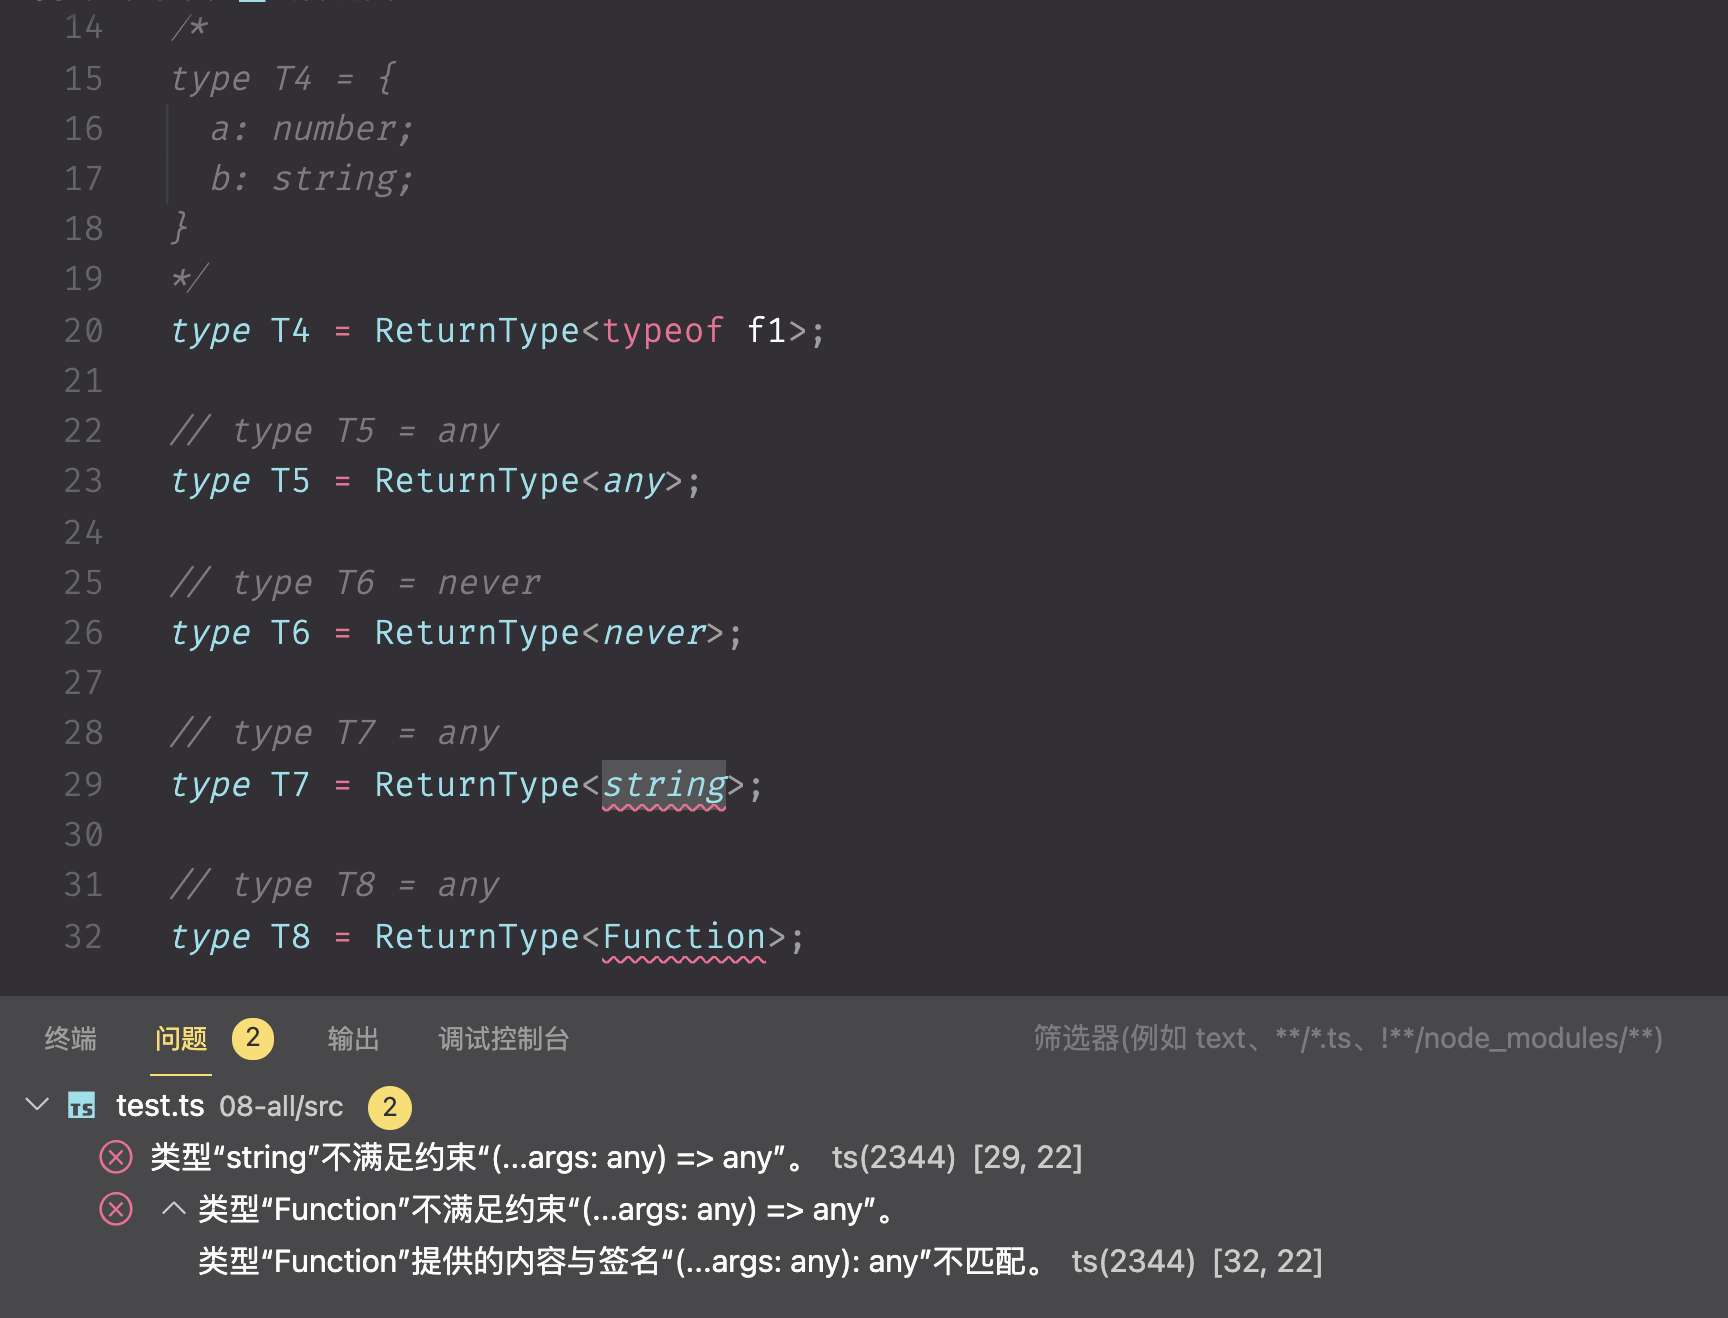 14 /*
15 type T4 = {
16 a: number;
17 b: string;
18 }
19 */
20 type T4 = ReturnType<typeof f1>;
21
22 // type T5 = any
23 type T5 = ReturnType<any>;
24
25 // type T6 = never
26 type T6 = ReturnType<never>;
27
28 // type T7 = any
29 type T7 = ReturnType<string>;
30
31 // type T8 = any
32 type T8 = ReturnType<Function>;
终端 问题 2 输出 调试控制台 筛选器(例如 text、**/*.ts、!**/node_modules/**)
TS test.ts 08-all/src 2
类型“string”不满足约束“(...args: any) => any”。 ts(2344) [29, 22]
类型“Function”不满足约束“(...args: any) => any”。
类型“Function”提供的内容与签名“(...args: any): any”不匹配。 ts(2344) [32, 22]